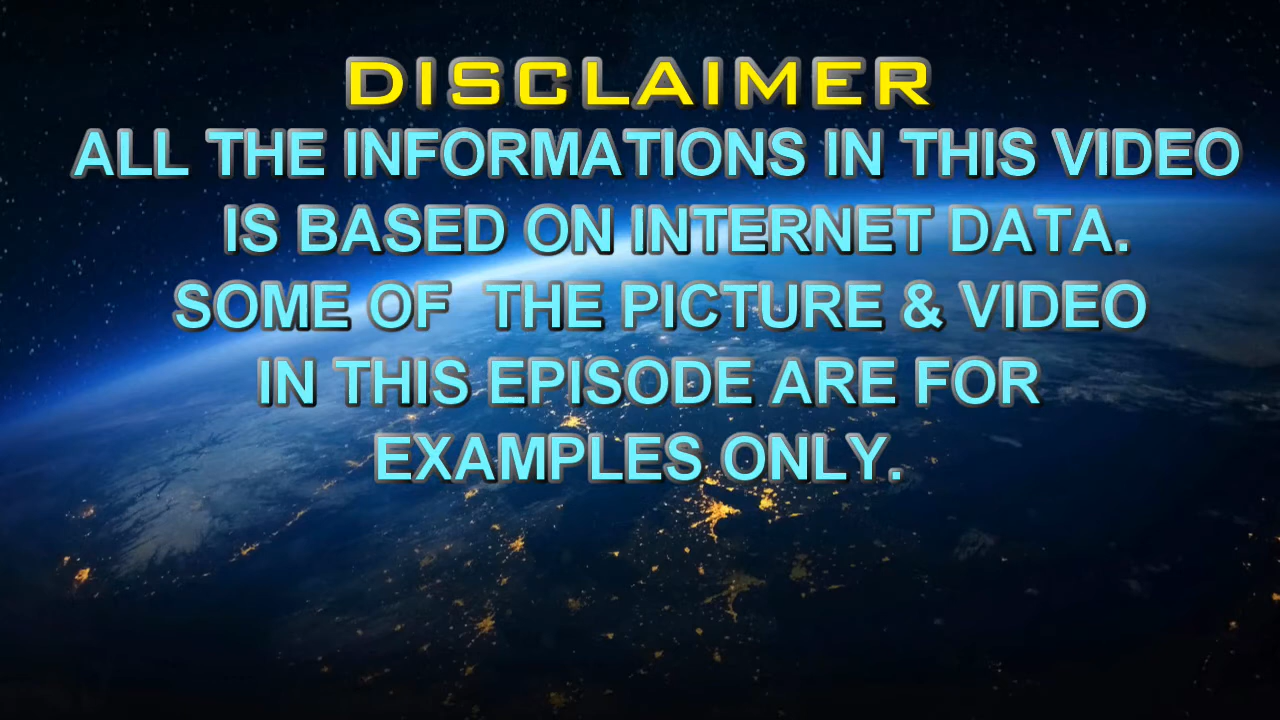 DISCLAIMER
ALL THE INFORMATIONS IN THIS VIDEO
IS BASED ON INTERNET DATA.
SOME OF THE PICTURE & VIDEO
IN THIS EPISODE ARE FOR
EXAMPLES ONLY.